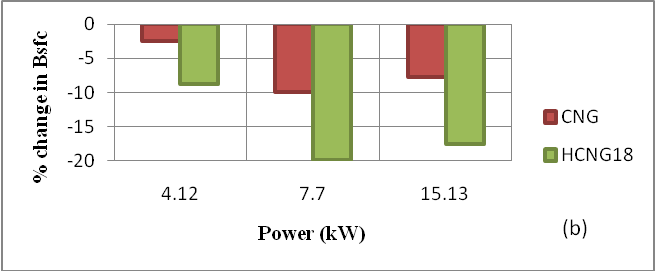 0
-5
-10
-15
-20
% change in Bsfc
4.12 7.7 15.13
Power (kW)
CNG
HCNG18
(b)